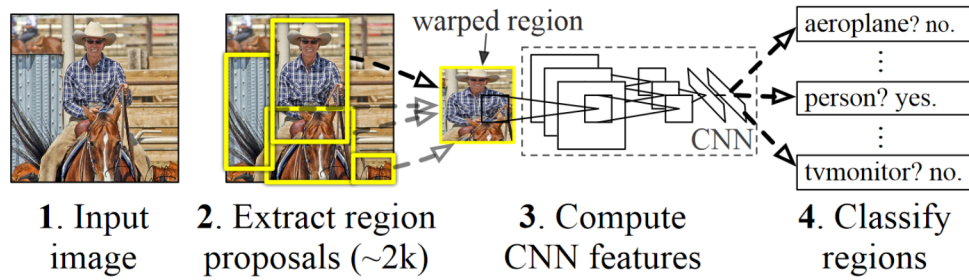 warped region
aeroplane? no.
⋮
person? yes.
⋮
tvmonitor? no.
CNN
1. Input
image
2. Extract region
proposals (~2k)
3. Compute
CNN features
4. Classify
regions